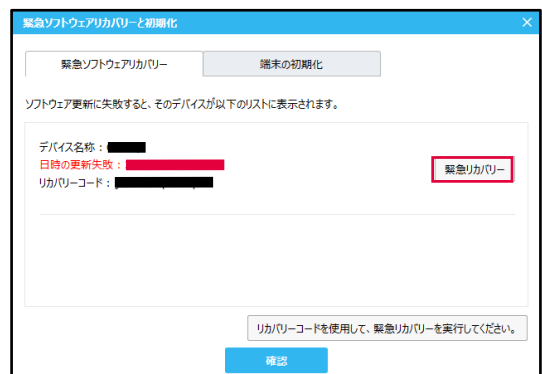 緊急ソフトウェアリカバリーと初期化
緊急ソフトウェアリカバリー
端末の初期化
ソフトウェア更新に失敗すると、そのデバイスが以下のリストに表示されます。
デバイス名称：
日時の更新失敗：
リカバリーコード：
緊急リカバリー
リカバリーコードを使用して、緊急リカバリーを実行してください。
確認